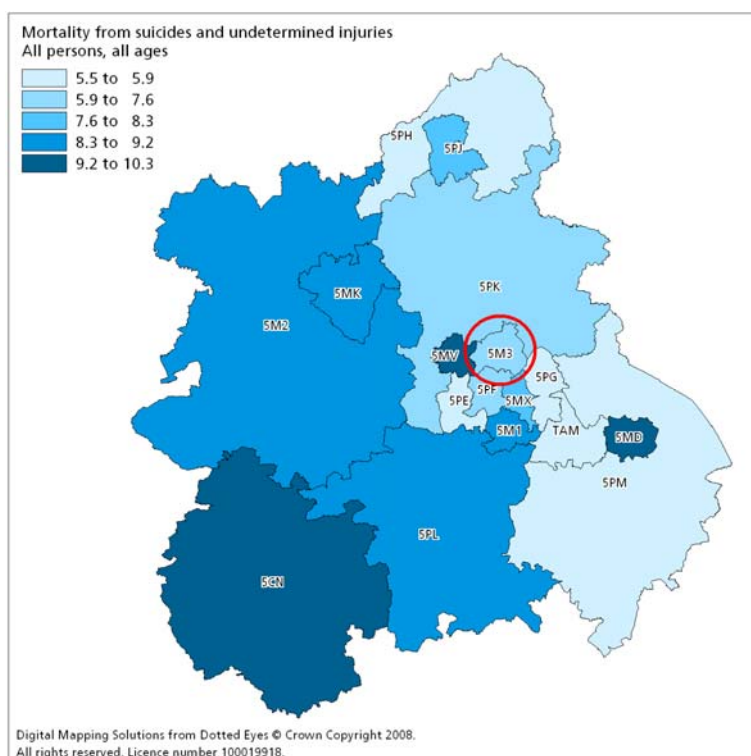 Mortality from suicides and undetermined injuries
All persons, all ages
5.5 to 5.9
5.9 to 7.6
7.6 to 8.3
8.3 to 9.2
9.2 to 10.3
5PH
5PJ
5PK
5MK
5M2
5M3
5MV
5PG
5PF
5PE
5MX
5M1
TAM
5MD
5PM
5PL
5CN
Digital Mapping Solutions from Dotted Eyes © Crown Copyright 2008.
All rights reserved. Licence number 100019918.